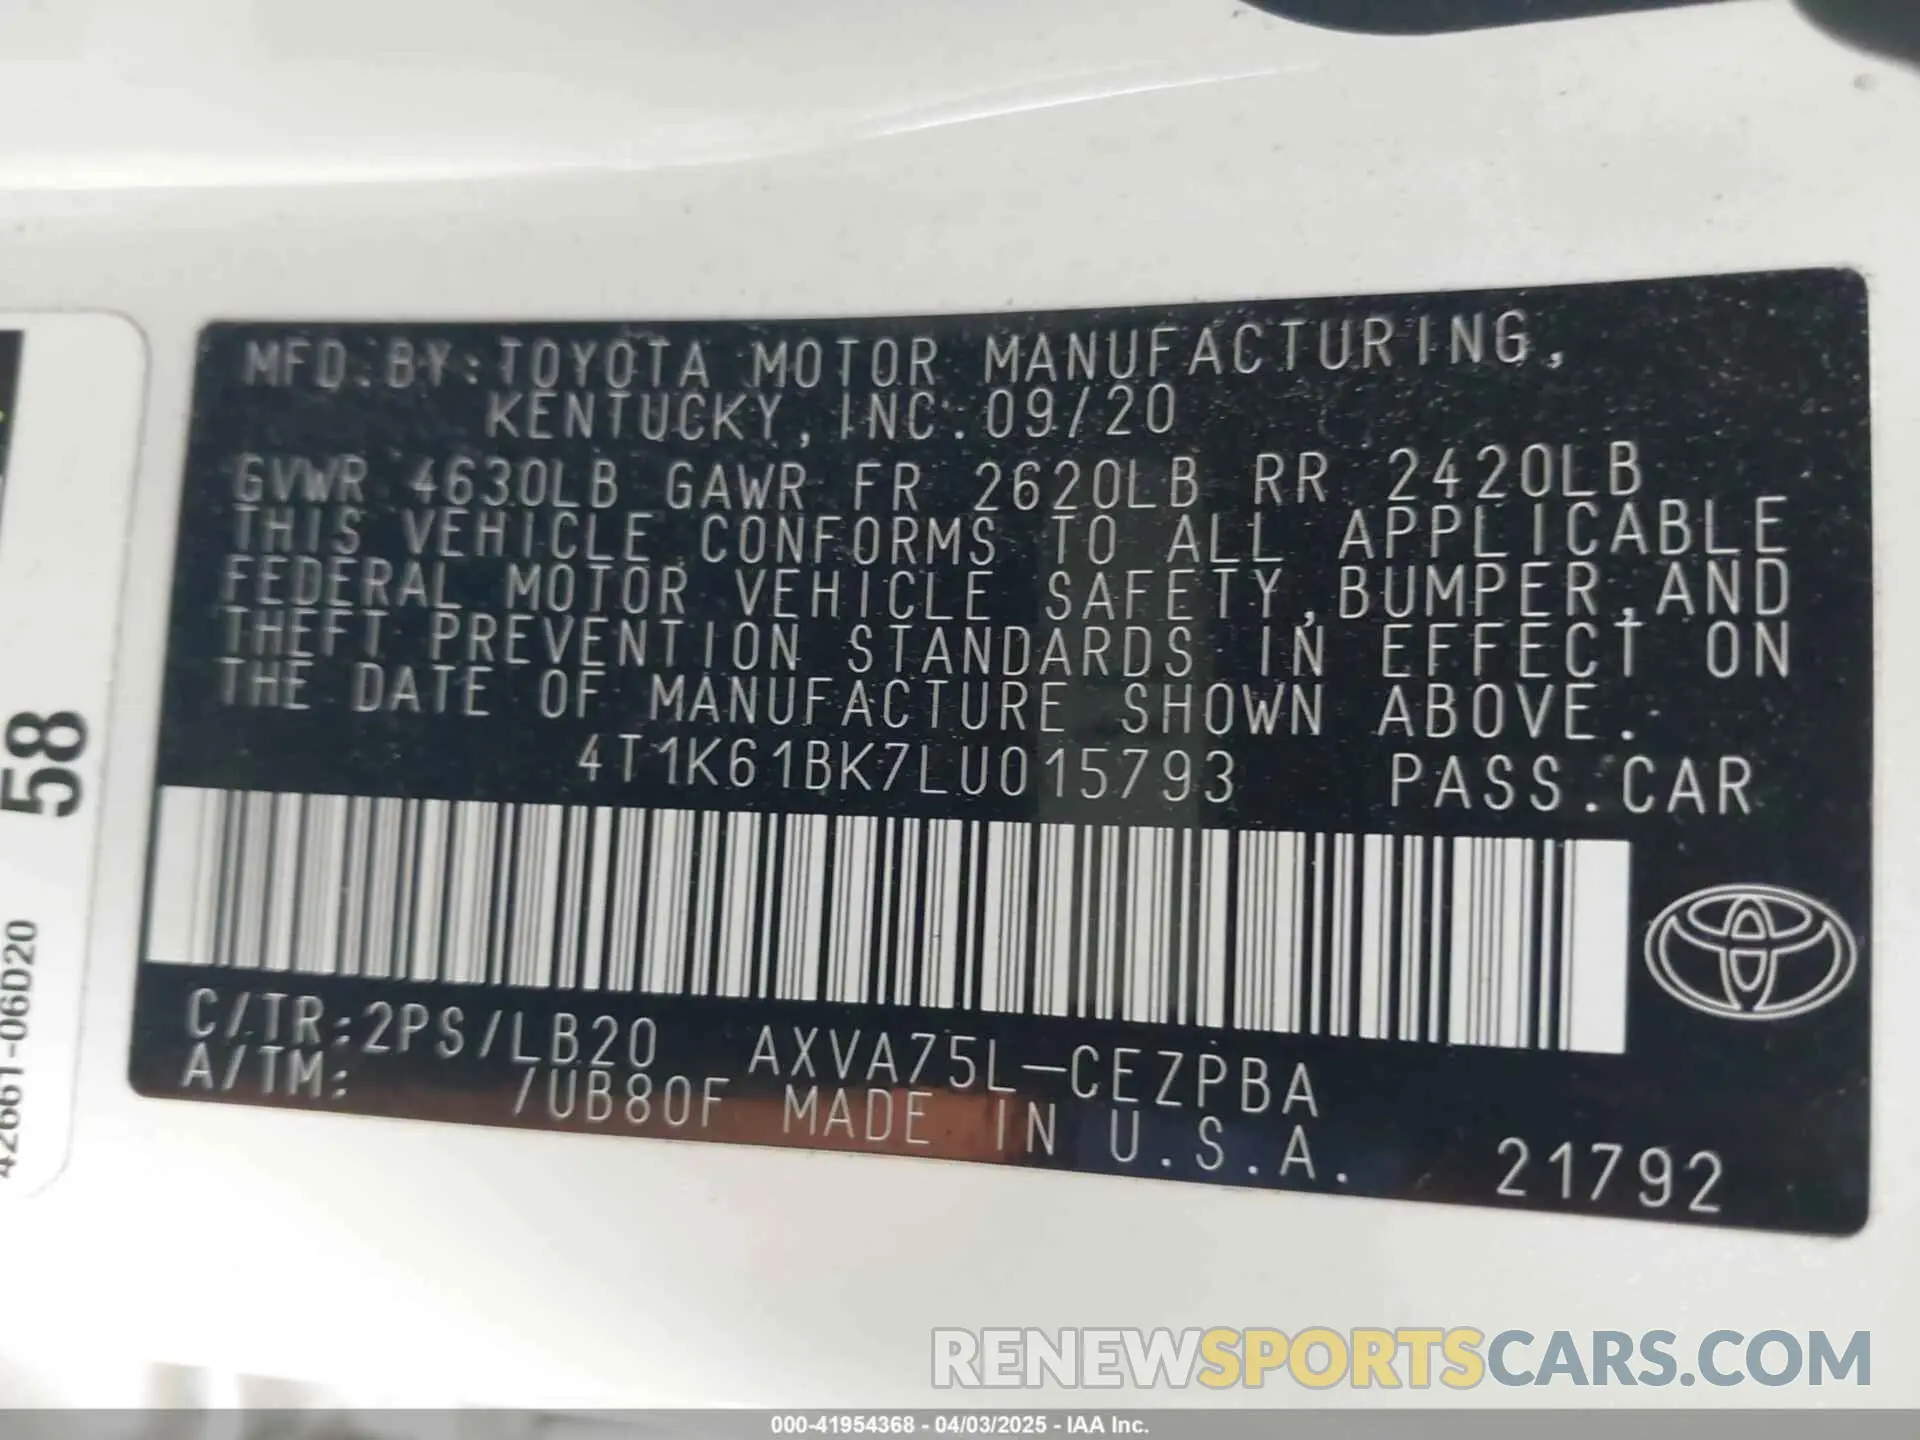 MFD.BY:TOYOTA MOTOR MANUFACTURING,
KENTUCKY, INC. 09/20
GVWR 4630LB GAWR FR 2620LB RR 2420LB
THIS VEHICLE CONFORMS TO ALL APPLICABLE
FEDERAL MOTOR VEHICLE SAFETY,BUMPER,AND
THEFT PREVENTION STANDARDS IN EFFECT ON
THE DATE OF MANUFACTURE SHOWN ABOVE.
4T1K61BK7LU015793 PASS.CAR
C/TR:2PS/LB20 AXVA75L-CEZPBA
A/TM: /UB80F MADE IN U.S.A. 21792
58
42661-06D20
RENEWSPORTSCARS.COM
000-41954368 - 04/03/2025 - IAA Inc.